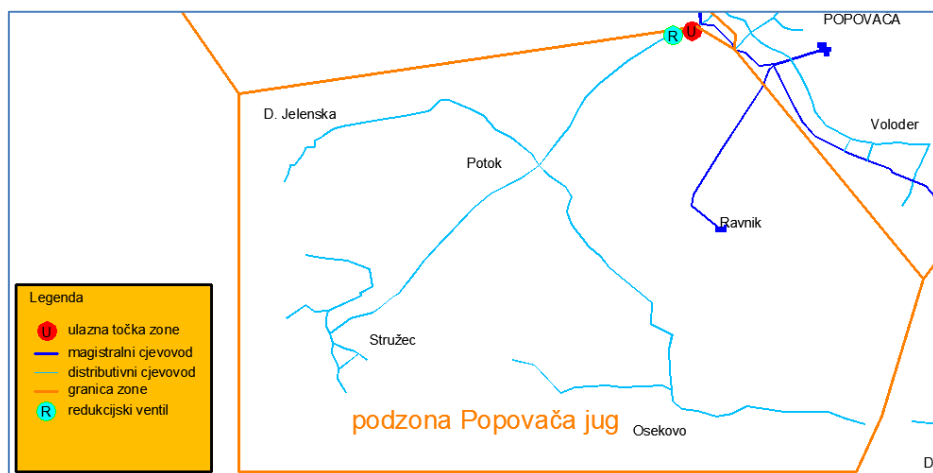 POPOVAČA
R
U
D. Jelenska
Voloder
Potok
Ravnik
Legenda
U
ulazna točka zone
magistralni cjevovod
distributivni cjevovod
granica zone
R
redukcijski ventil
Stružec
podzona Popovača jug
Osekovo
D